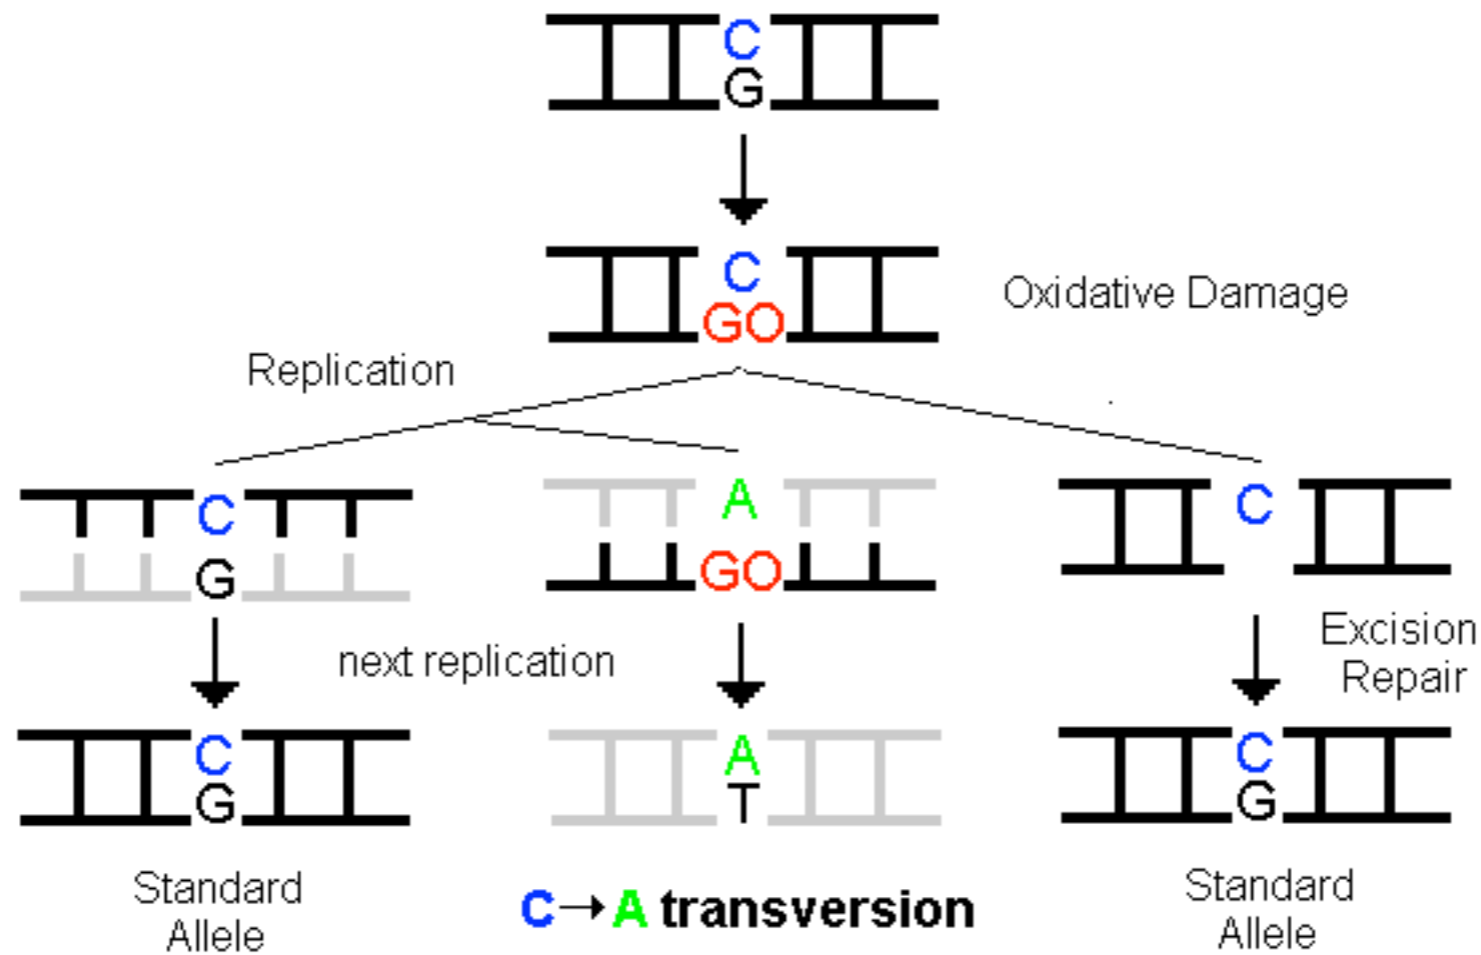 C
G
C
GO
Oxidative Damage
Replication
C
G
A
GO
C
next replication
Excision
Repair
C
G
A
T
C
G
Standard
Allele
C→A transversion
Standard
Allele